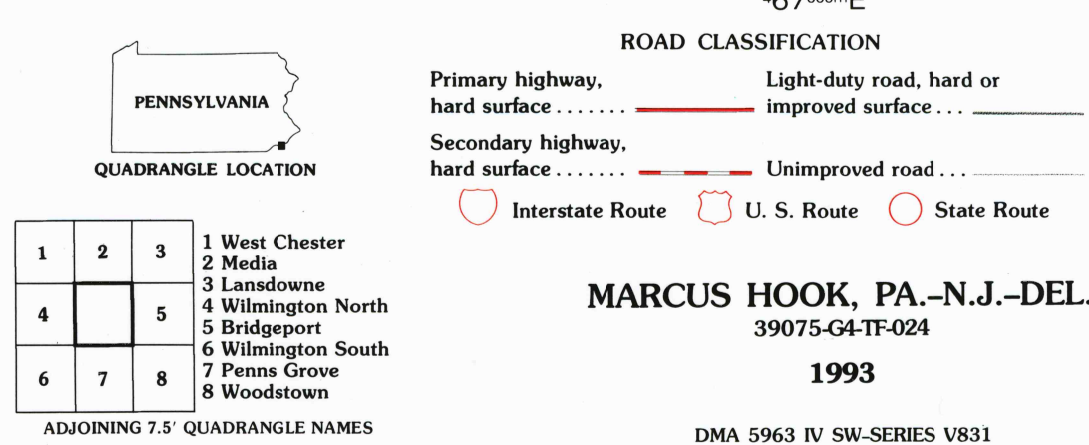 ⁴67⁰⁰⁰ᵐE
PENNSYLVANIA
QUADRANGLE LOCATION
ROAD CLASSIFICATION
Primary highway,
hard surface .......
Light-duty road, hard or
improved surface ...
Secondary highway,
hard surface .......
Unimproved road ...
Interstate Route
U. S. Route
State Route
1 2 3
4 5
6 7 8
1 West Chester
2 Media
3 Lansdowne
4 Wilmington North
5 Bridgeport
6 Wilmington South
7 Penns Grove
8 Woodstown
ADJOINING 7.5′ QUADRANGLE NAMES
MARCUS HOOK, PA.–N.J.–DEL.
39075-G4-TF-024
1993
DMA 5963 IV SW–SERIES V831